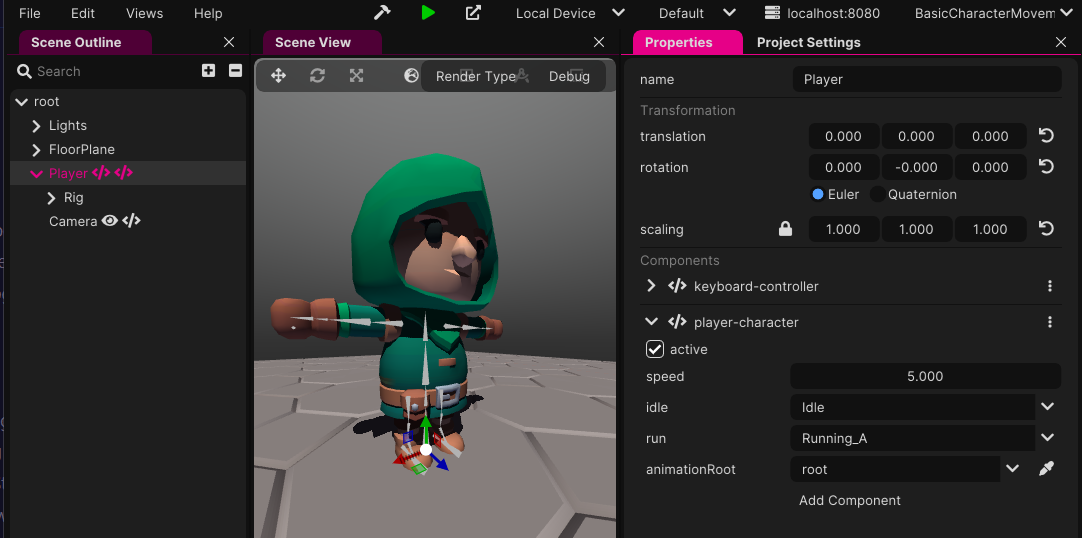 File Edit Views Help Local Device Default localhost:8080 BasicCharacterMovem
Scene Outline
Search
root
Lights
FloorPlane
Player
Rig
Camera
Scene View
Render Type Debug
Properties Project Settings
name Player
Transformation
translation 0.000 0.000 0.000
rotation 0.000 -0.000 0.000
Euler Quaternion
scaling 1.000 1.000 1.000
Components
keyboard-controller
player-character
active
speed 5.000
idle Idle
run Running_A
animationRoot root
Add Component